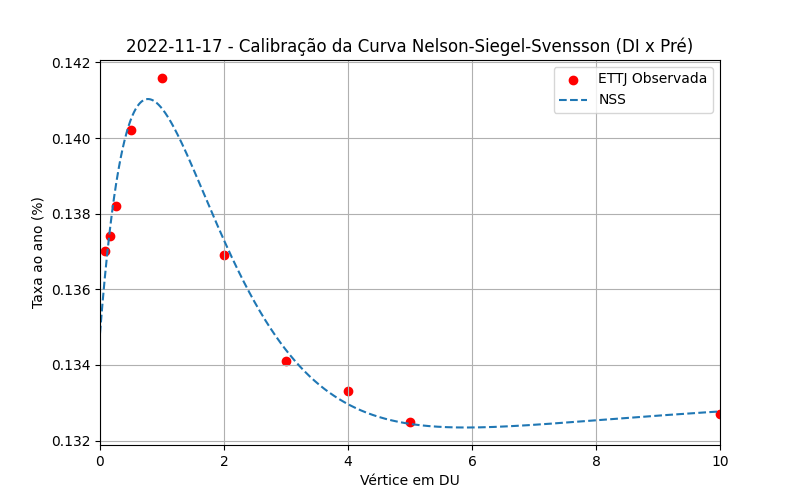 2022-11-17 - Calibração da Curva Nelson-Siegel-Svensson (DI x Pré)
ETTJ Observada
NSS
Taxa ao ano (%)
0.142
0.140
0.138
0.136
0.134
0.132
0 2 4 6 8 10
Vértice em DU